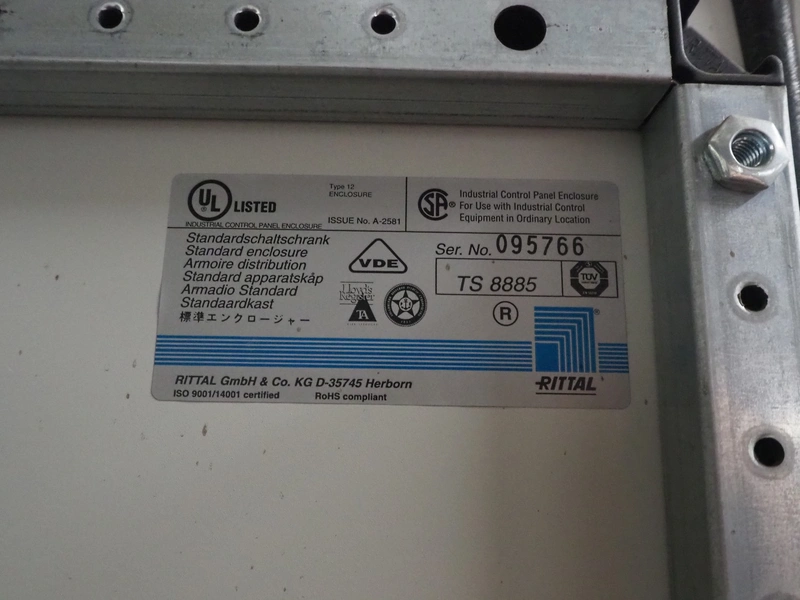 UL LISTED
Type 12
ENCLOSURE
INDUSTRIAL CONTROL PANEL ENCLOSURE
ISSUE No. A-2581
SA ®
Industrial Control Panel Enclosure
For Use with Industrial Control
Equipment in Ordinary Location
Standardschaltschrank
Standard enclosure
Armoire distribution
Standard apparatskåp
Armadio Standard
Standaardkast
標準エンクロージャー
VDE
Lloyd's
Register
TA
Ser. No. 095766
TS 8885
TÜV
R
®
RITTAL
RITTAL GmbH & Co. KG D-35745 Herborn
ISO 9001/14001 certified RoHS compliant